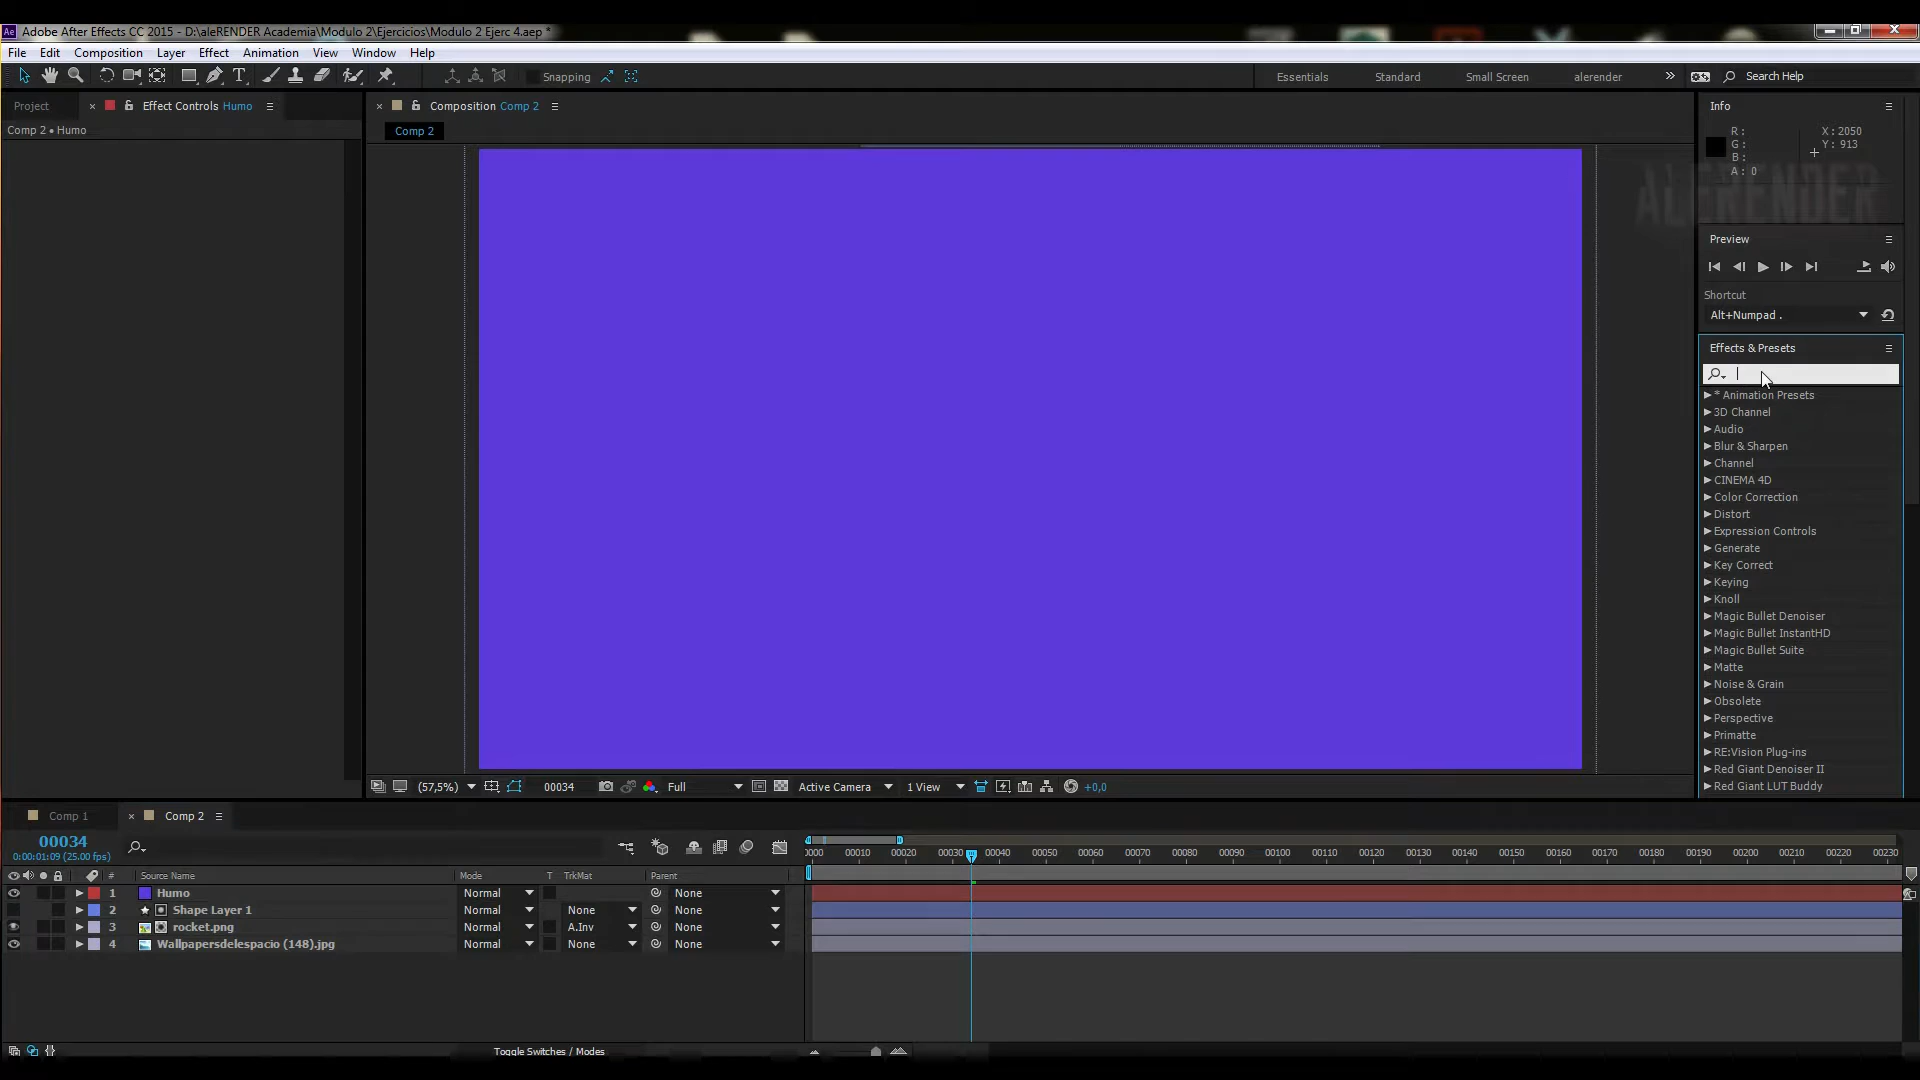 Adobe After Effects CC 2015 - D:\aleRENDER Academia\Modulo 2\Ejercicios\Modulo 2 Ejerc 4.aep *
File Edit Composition Layer Effect Animation View Window Help
Snapping
Essentials Standard Small Screen alerender » Search Help
Project × Effect Controls Humo
× Composition Comp 2
Info
Comp 2 • Humo
Comp 2
R :
G :
B :
A : 0
X : 2050
Y : 913
ALERENDER
Preview
Shortcut
Alt+Numpad .
Effects & Presets
* Animation Presets
3D Channel
Audio
Blur & Sharpen
Channel
CINEMA 4D
Color Correction
Distort
Expression Controls
Generate
Key Correct
Keying
Knoll
Magic Bullet Denoiser
Magic Bullet InstantHD
Magic Bullet Suite
Matte
Noise & Grain
Obsolete
Perspective
Primatte
RE:Vision Plug-ins
Red Giant Denoiser II
Red Giant LUT Buddy
(57,5%) 00034 Full Active Camera 1 View +0,0
Comp 1 × Comp 2
00034
0:00:01:09 (25.00 fps)
0000 00010 00020 00030 00040 00050 00060 00070 00080 00090 00100 00110 00120 00130 00140 00150 00160 00170 00180 00190 00200 00210 00220 00230
# Source Name Mode T TrkMat Parent
1 Humo Normal None
2 Shape Layer 1 Normal None None
3 rocket.png Normal A.Inv None
4 Wallpapersdelespacio (148).jpg Normal None None
Toggle Switches / Modes